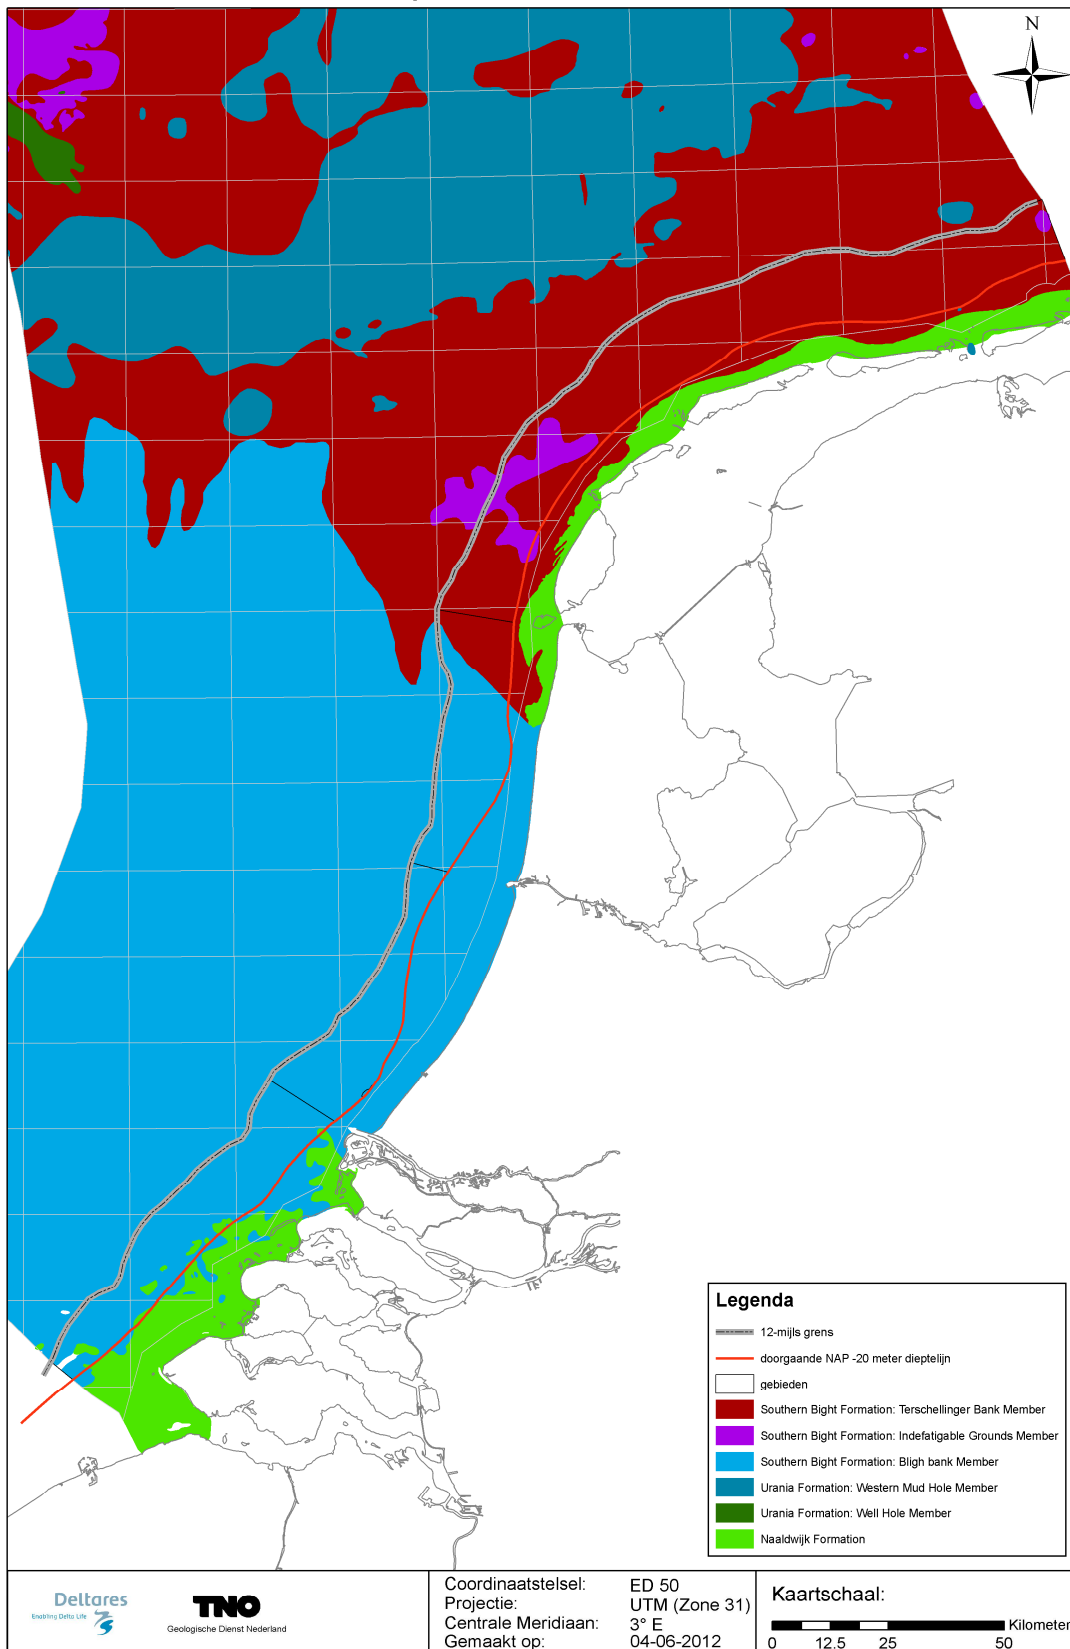 N
Legenda
12-mijls grens
doorgaande NAP -20 meter dieptelijn
gebieden
Southern Bight Formation: Terschellinger Bank Member
Southern Bight Formation: Indefatigable Grounds Member
Southern Bight Formation: Bligh bank Member
Urania Formation: Western Mud Hole Member
Urania Formation: Well Hole Member
Naaldwijk Formation
Deltares
Enabling Delta Life
TNO
Geologische Dienst Nederland
Coordinaatstelsel: ED 50
Projectie: UTM (Zone 31)
Centrale Meridiaan: 3° E
Gemaakt op: 04-06-2012
Kaartschaal:
Kilometer
0 12.5 25 50